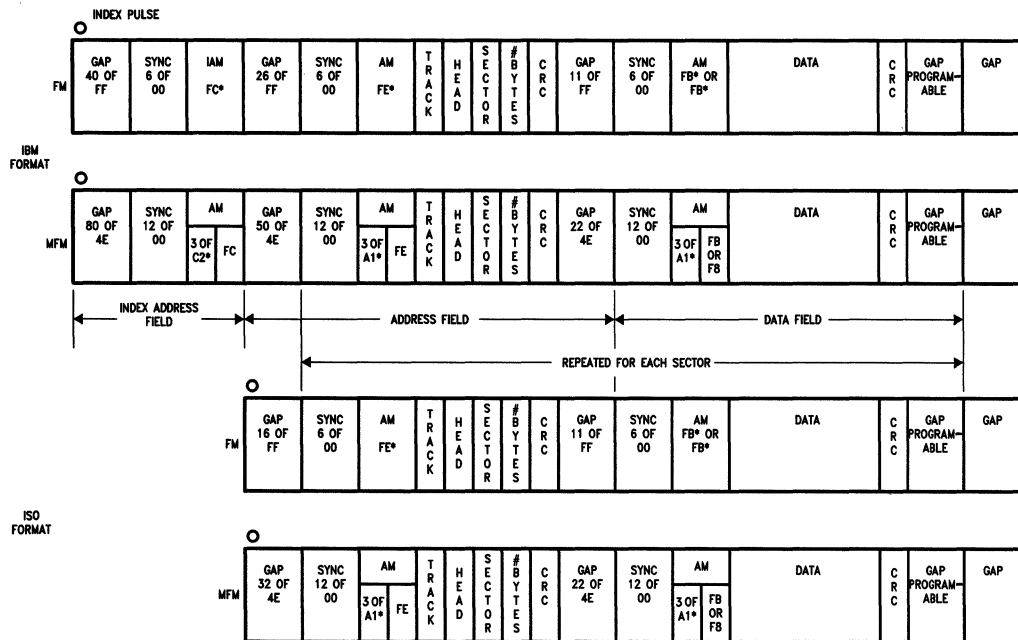 INDEX PULSE
FM
GAP 40 OF FF
SYNC 6 OF 00
IAM FC*
GAP 26 OF FF
SYNC 6 OF 00
AM FE*
TRACK
HEAD
SECTOR
#BYTES
CRC
GAP 11 OF FF
SYNC 6 OF 00
AM FB* OR FB*
DATA
CRC
GAP PROGRAM-ABLE
GAP
IBM FORMAT
MFM
GAP 80 OF 4E
SYNC 12 OF 00
AM
3 OF C2*
FC
GAP 50 OF 4E
SYNC 12 OF 00
AM
3 OF A1*
FE
TRACK
HEAD
SECTOR
#BYTES
CRC
GAP 22 OF 4E
SYNC 12 OF 00
AM
3 OF A1*
FB OR F8
DATA
CRC
GAP PROGRAM-ABLE
GAP
INDEX ADDRESS FIELD
ADDRESS FIELD
DATA FIELD
REPEATED FOR EACH SECTOR
FM
GAP 16 OF FF
SYNC 6 OF 00
AM FE*
TRACK
HEAD
SECTOR
#BYTES
CRC
GAP 11 OF FF
SYNC 6 OF 00
AM FB* OR FB*
DATA
CRC
GAP PROGRAM-ABLE
GAP
ISO FORMAT
MFM
GAP 32 OF 4E
SYNC 12 OF 00
AM
3 OF A1*
FE
TRACK
HEAD
SECTOR
#BYTES
CRC
GAP 22 OF 4E
SYNC 12 OF 00
AM
3 OF A1*
FB OR F8
DATA
CRC
GAP PROGRAM-ABLE
GAP